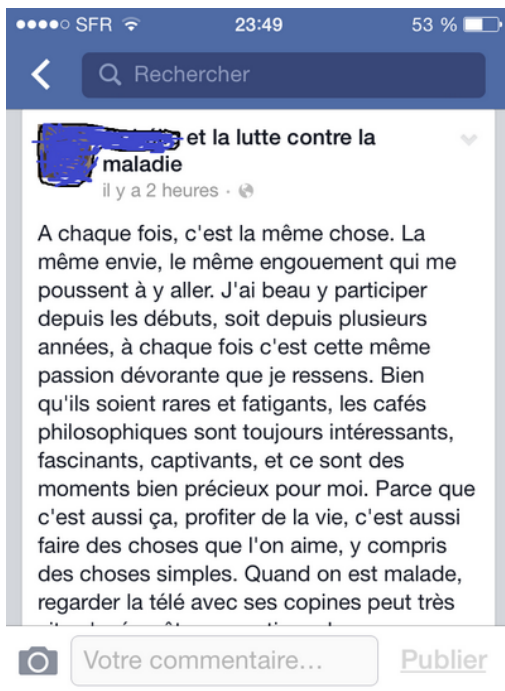 SFR 23:49 53 %
Rechercher
et la lutte contre la
maladie
il y a 2 heures ·
A chaque fois, c'est la même chose. La
même envie, le même engouement qui me
poussent à y aller. J'ai beau y participer
depuis les débuts, soit depuis plusieurs
années, à chaque fois c'est cette même
passion dévorante que je ressens. Bien
qu'ils soient rares et fatigants, les cafés
philosophiques sont toujours intéressants,
fascinants, captivants, et ce sont des
moments bien précieux pour moi. Parce que
c'est aussi ça, profiter de la vie, c'est aussi
faire des choses que l'on aime, y compris
des choses simples. Quand on est malade,
regarder la télé avec ses copines peut très
Votre commentaire... Publier